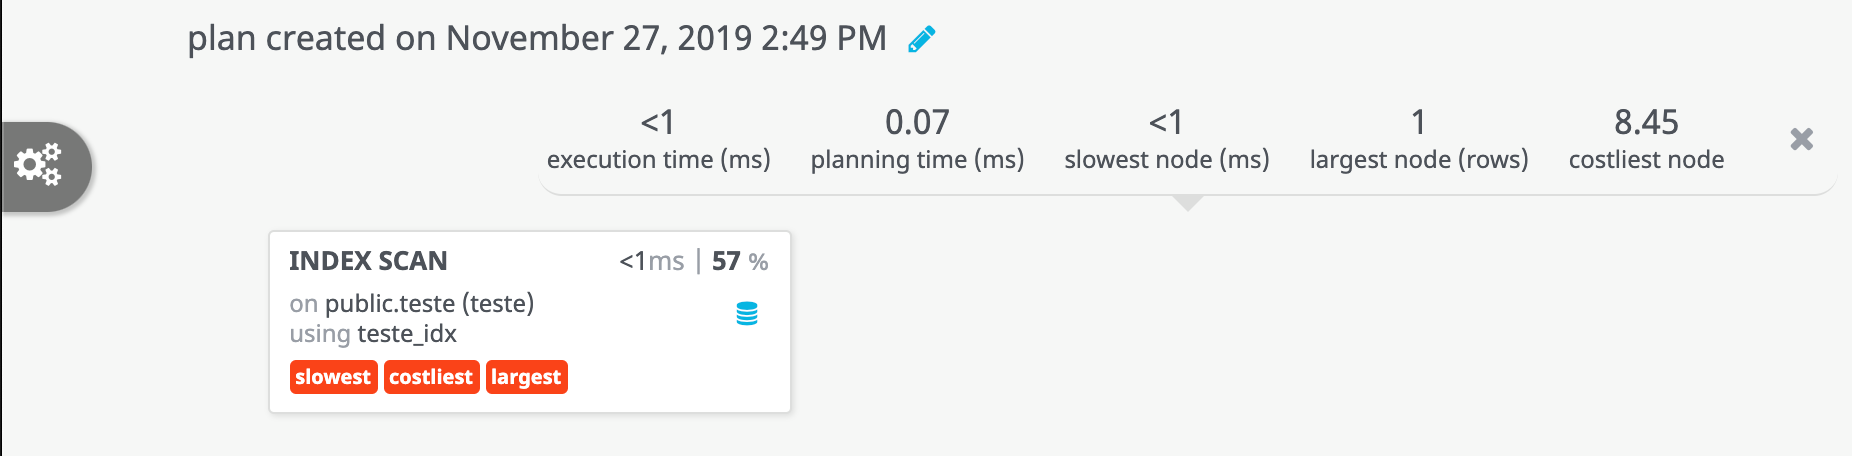 plan created on November 27, 2019 2:49 PM
<1 0.07 <1 1 8.45
execution time (ms) planning time (ms) slowest node (ms) largest node (rows) costliest node
INDEX SCAN <1ms | 57 %
on public.teste (teste)
using teste_idx
slowest costliest largest